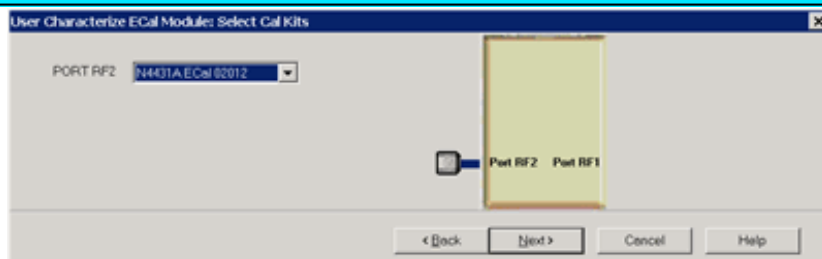 User Characterize ECal Module: Select Cal Kits
PORT RF2 N4431A ECal 02012
Port RF2 Port RF1
< Back Next > Cancel Help